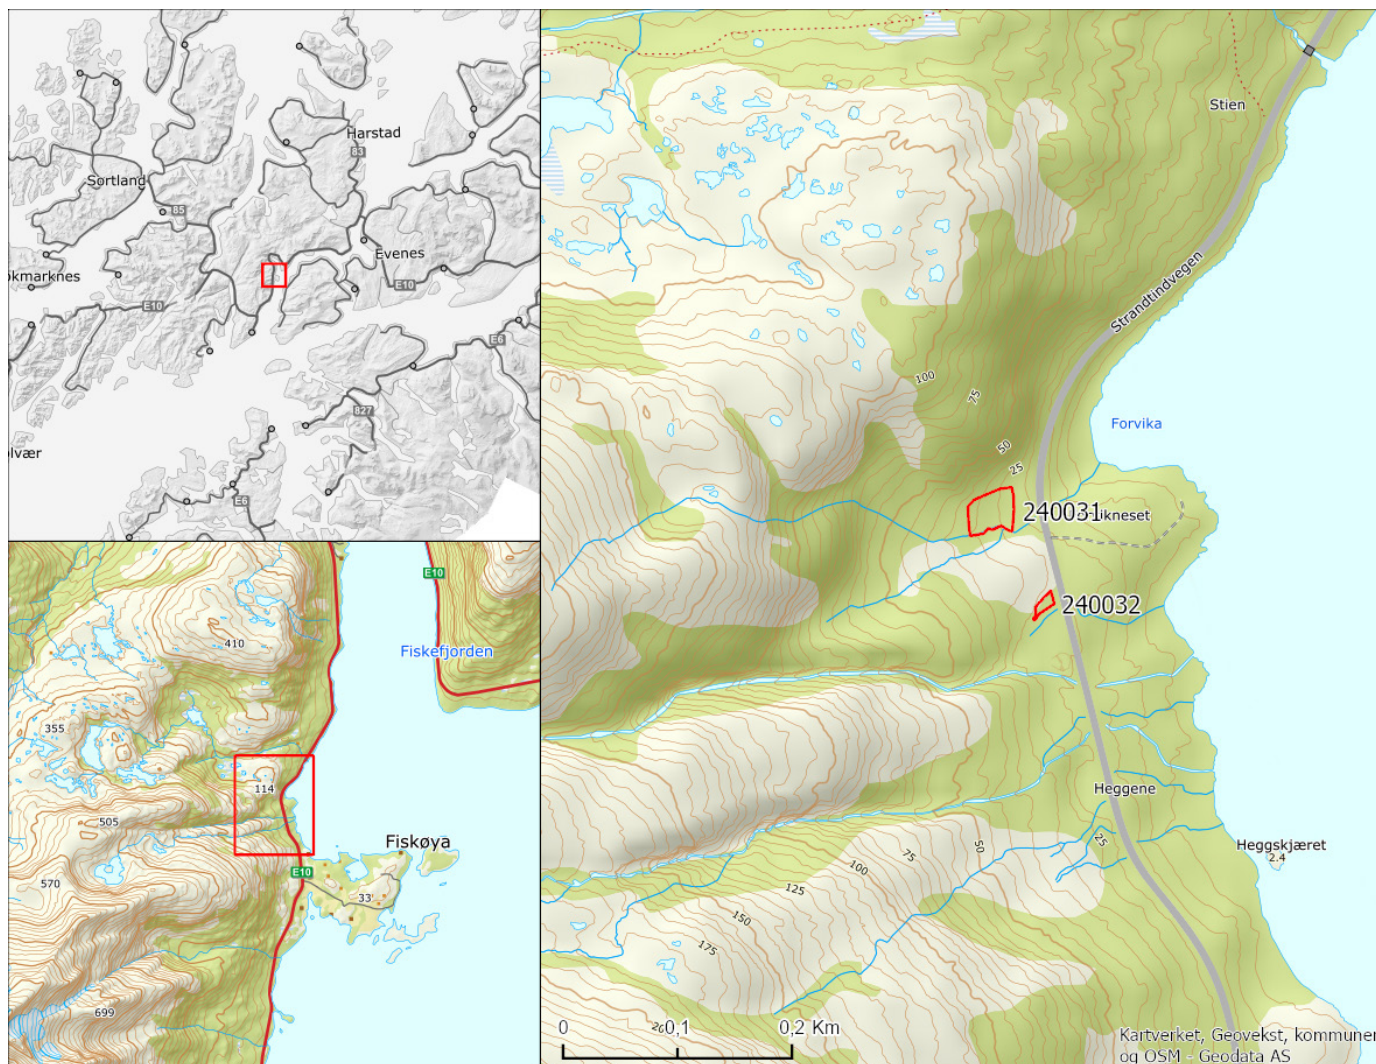 Harstad
83
Sortland
85
Evenes
okmarknes
E10
E10
E6
827
olvær
E6
E10
410
Fiskefjorden
355
114
505
Fiskøya
E10
570
33
699
Stien
Strandtindvegen
100
75
Forvika
50
25
240031
ikneset
240032
Heggene
25
Heggskjæret
2.4
50
75
100
125
150
175
20
0
0,1
0,2 Km
Kartverket, Geovekst, kommuner
og OSM - Geodata AS